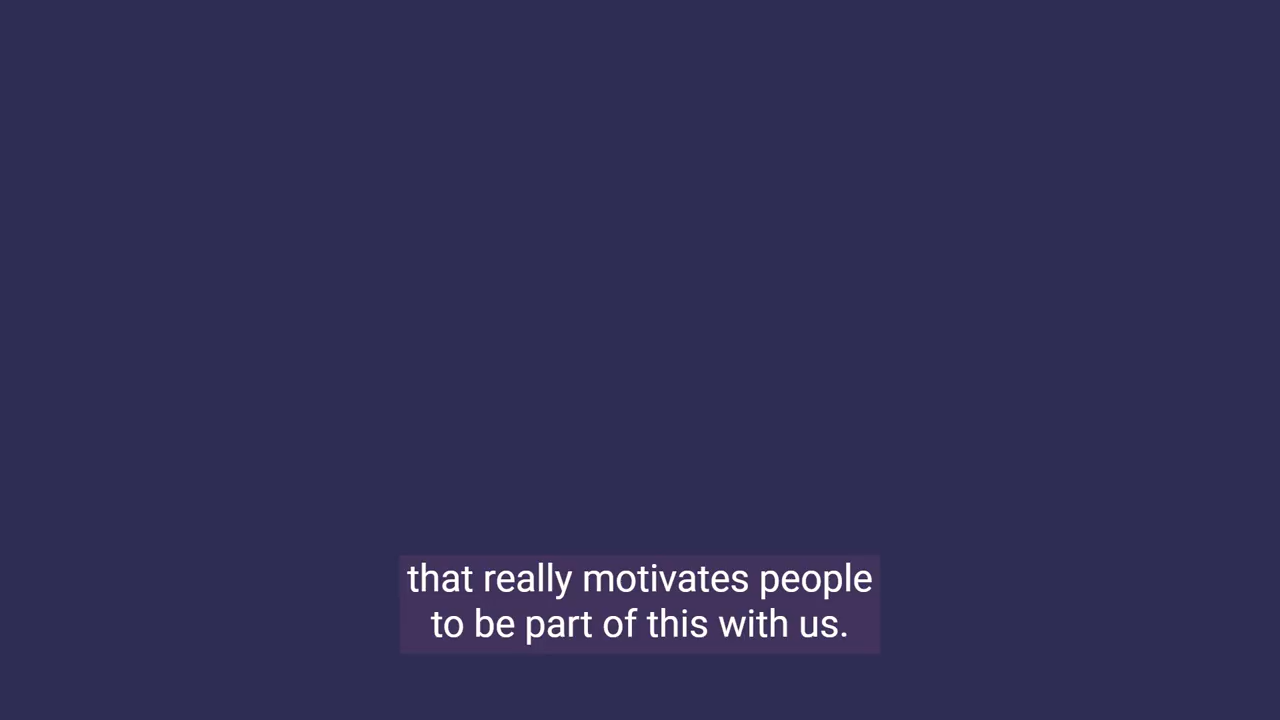 that really motivates people
to be part of this with us.